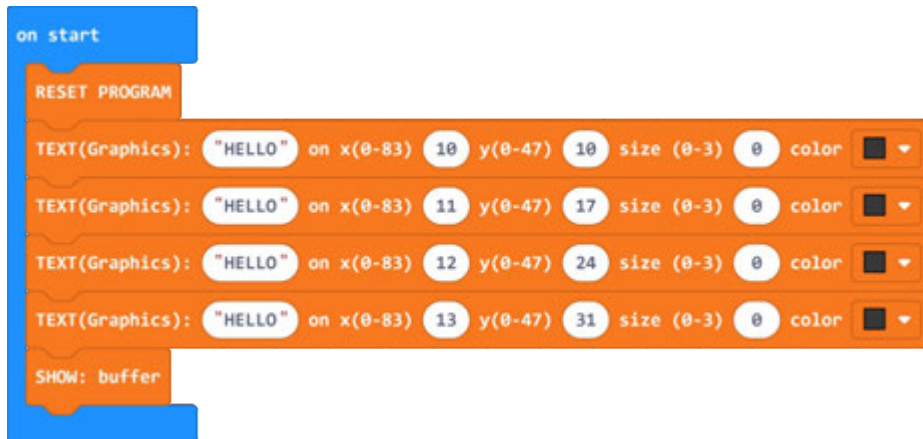 on start
RESET PROGRAM
TEXT(Graphics): "HELLO" on x(0-83) 10 y(0-47) 10 size (0-3) 0 color
TEXT(Graphics): "HELLO" on x(0-83) 11 y(0-47) 17 size (0-3) 0 color
TEXT(Graphics): "HELLO" on x(0-83) 12 y(0-47) 24 size (0-3) 0 color
TEXT(Graphics): "HELLO" on x(0-83) 13 y(0-47) 31 size (0-3) 0 color
SHOW: buffer